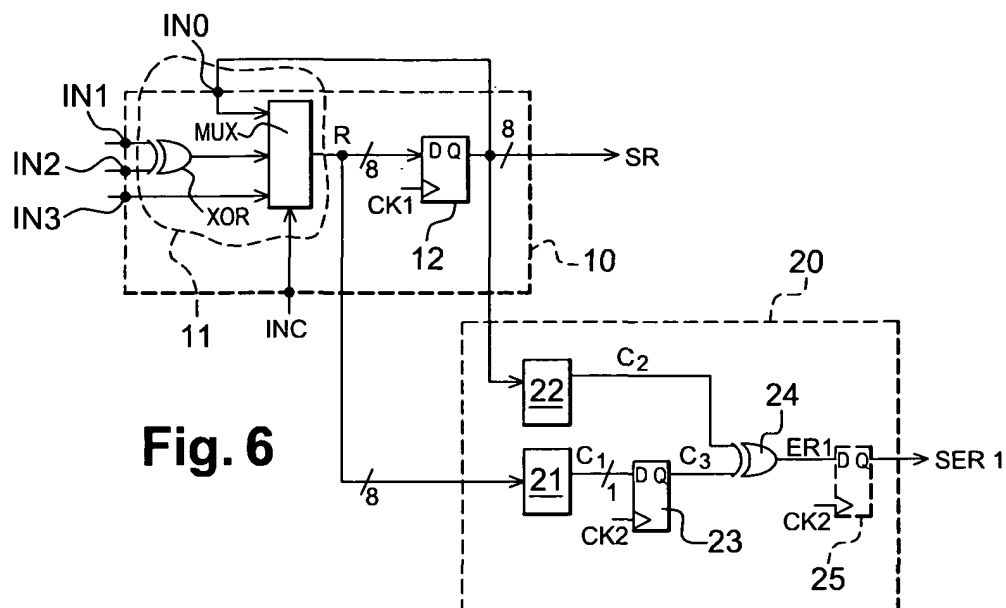 IN0
IN1
IN2
IN3
MUX
XOR
R
8
D Q
CK1
12
8
SR
10
11
INC
20
22
C2
24
21
C1
1
D Q
CK2
23
C3
ER1
D Q
CK2
25
SER 1
8
Fig. 6